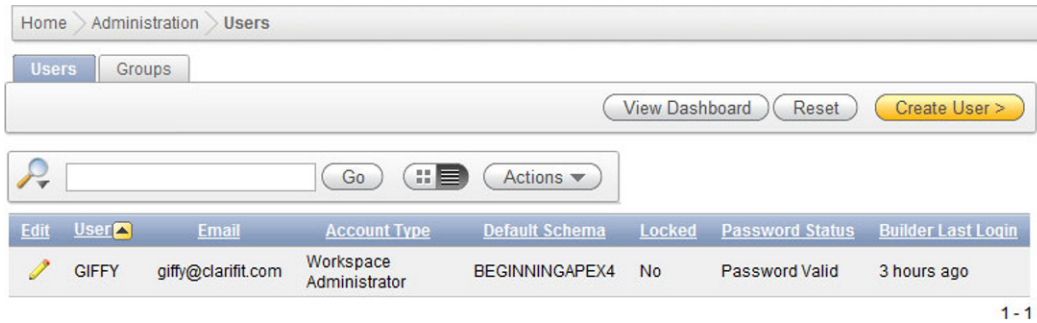 Home Administration Users
Users Groups
View Dashboard Reset Create User >
Go Actions
Edit User Email Account Type Default Schema Locked Password Status Builder Last Login
GIFFY giffy@clarifit.com Workspace Administrator BEGINNINGAPEX4 No Password Valid 3 hours ago
1 - 1